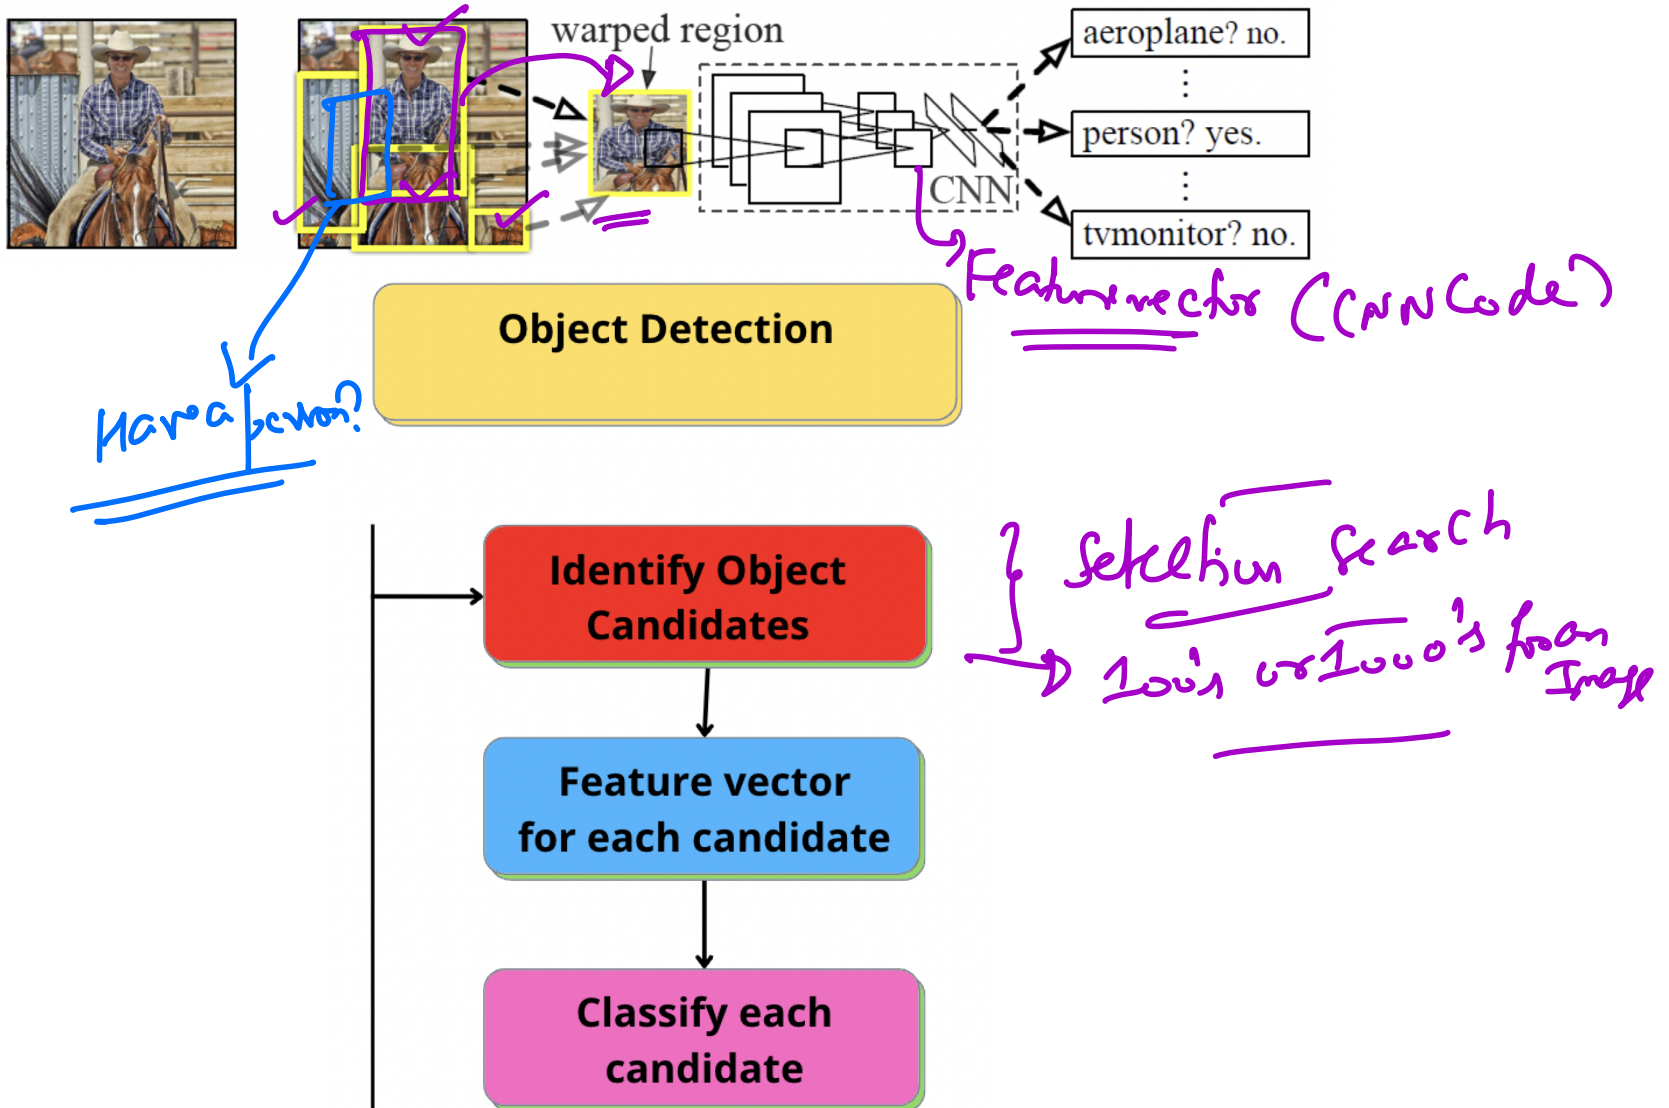 warped region
aeroplane? no.
person? yes.
tvmonitor? no.
CNN
Feature vector (CNN Code)
Object Detection
Have a person?
Identify Object
Candidates
search
100's or 1000's from an
Image
Feature vector
for each candidate
Classify each
candidate